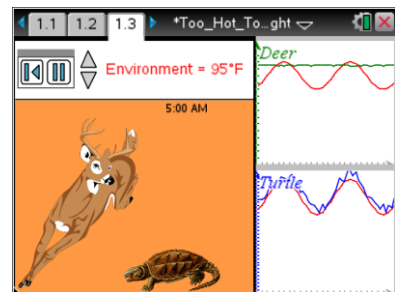 1.1 1.2 1.3 *Too_Hot_To...ght
Environment = 95°F
5:00 AM
Deer
Turtle